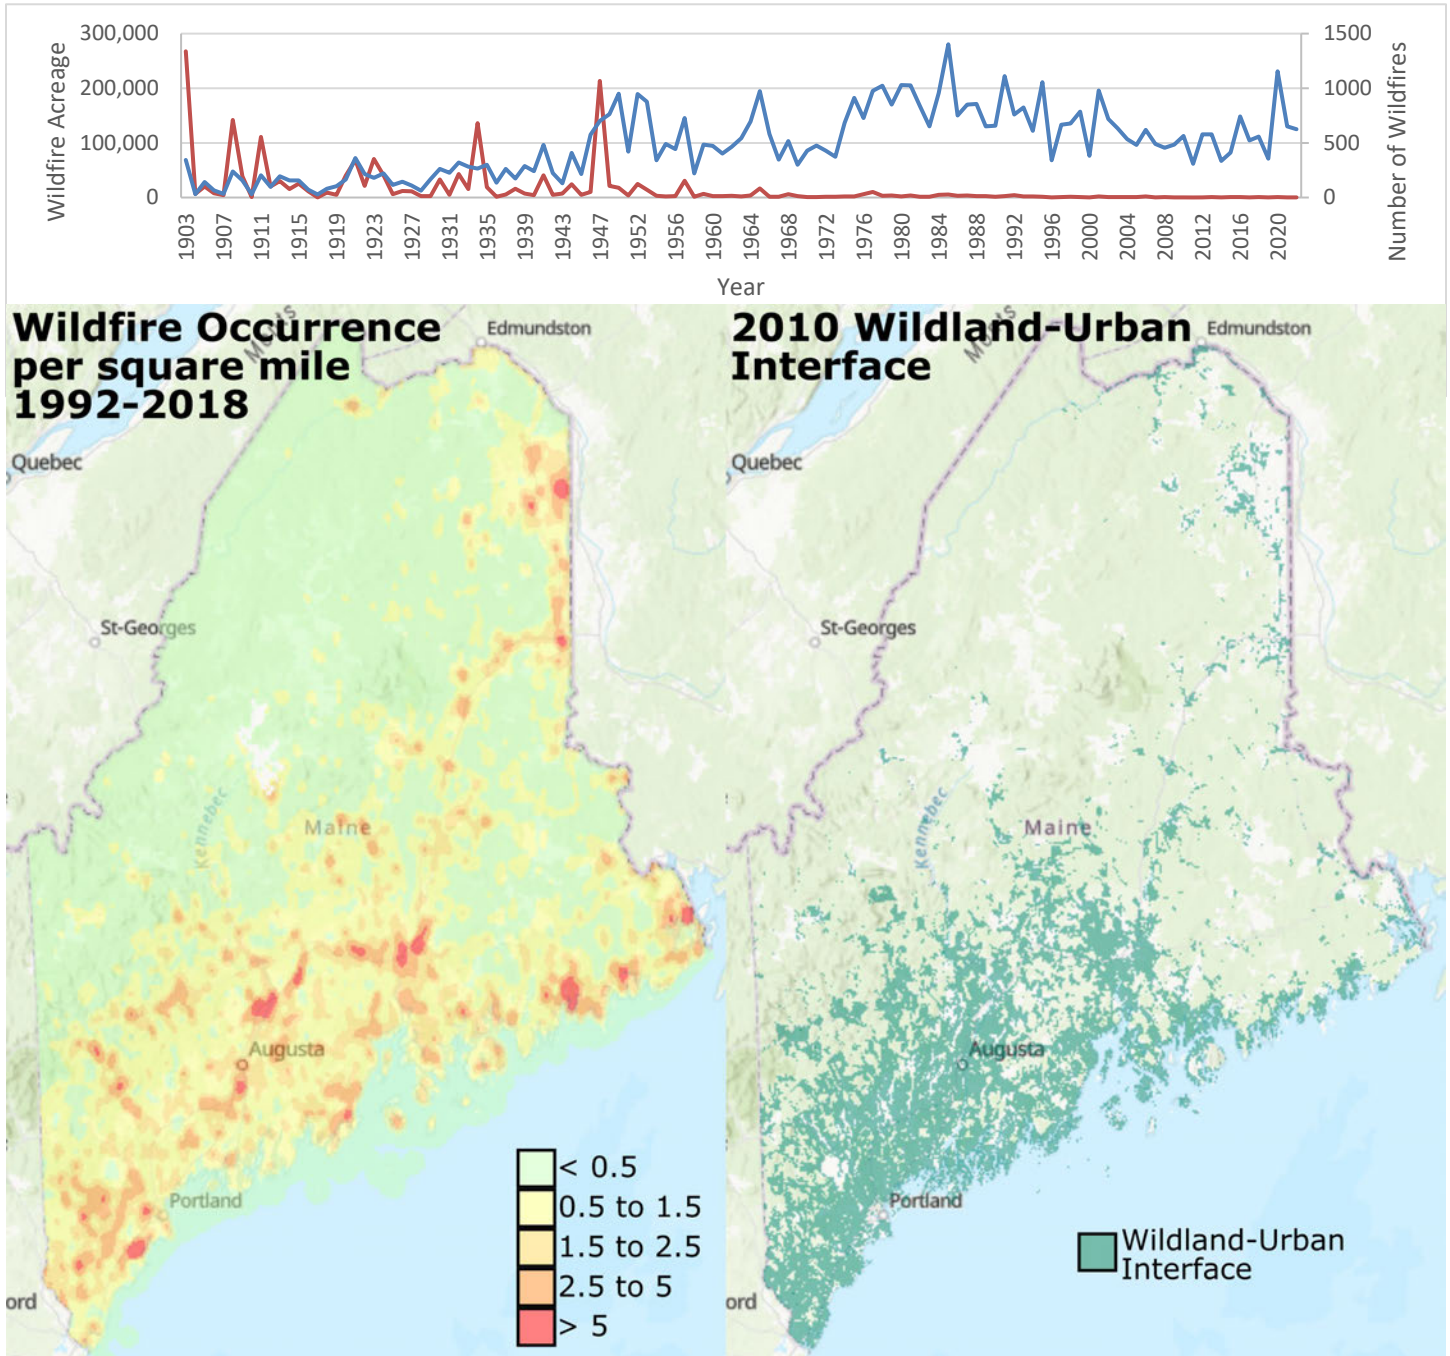 300,000
200,000
100,000
0
Wildfire Acreage
1500
1000
500
0
Number of Wildfires
1903
1907
1911
1915
1919
1923
1927
1931
1935
1939
1943
1947
1952
1956
1960
1964
1968
1972
1976
1980
1984
1988
1992
1996
2000
2004
2008
2012
2016
2020
Year
Wildfire Occurrence
per square mile
1992-2018
Monts
Edmundston
Quebec
St-Georges
Kennebec
Maine
Augusta
Portland
ord
< 0.5
0.5 to 1.5
1.5 to 2.5
2.5 to 5
> 5
2010 Wildland-Urban
Interface
Monts
Edmundston
Quebec
St-Georges
Kennebec
Maine
Augusta
Portland
ord
Wildland-Urban
Interface